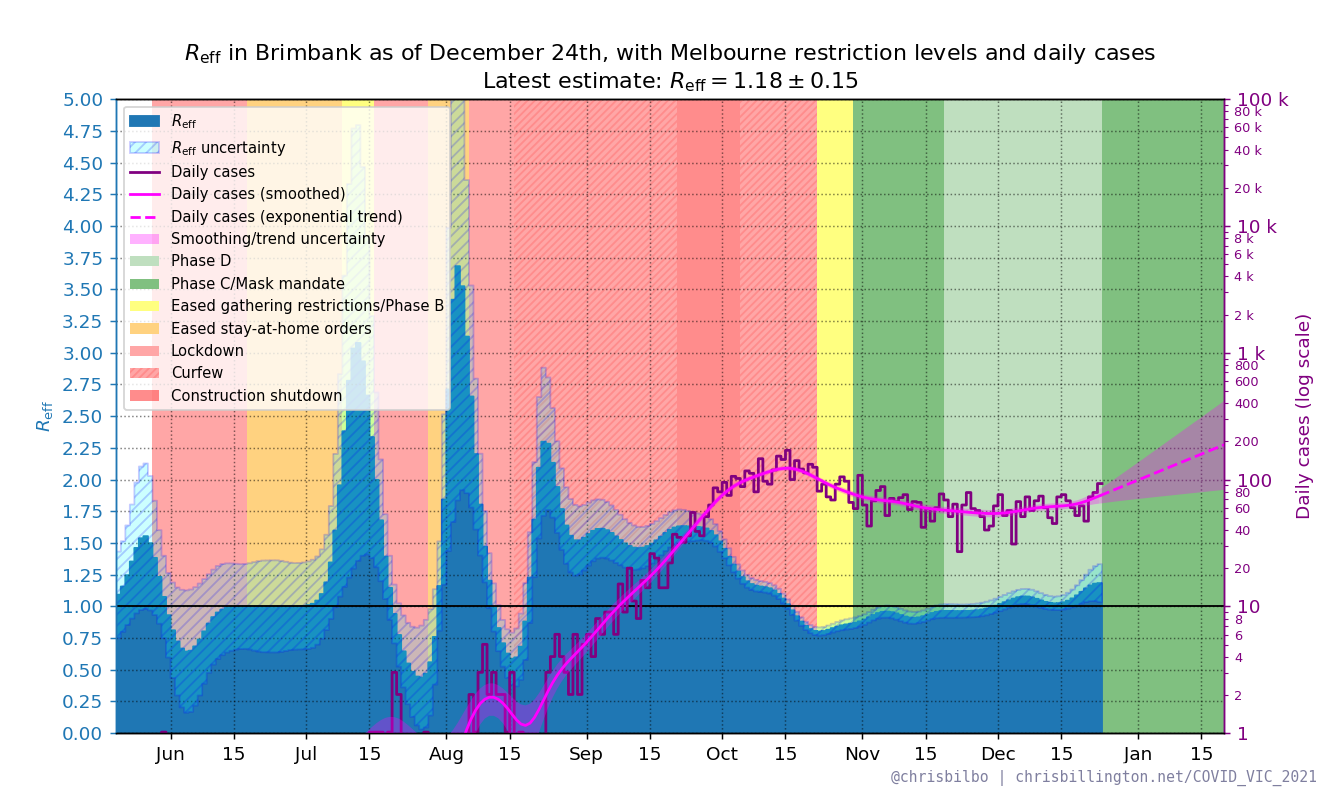 R_eff in Brimbank as of December 24th, with Melbourne restriction levels and daily cases
Latest estimate: R_eff = 1.18 ± 0.15
5.00
4.75
4.50
4.25
4.00
3.75
3.50
3.25
3.00
2.75
2.50
2.25
2.00
1.75
1.50
1.25
1.00
0.75
0.50
0.25
0.00
R_eff
R_eff
R_eff uncertainty
Daily cases
Daily cases (smoothed)
Daily cases (exponential trend)
Smoothing/trend uncertainty
Phase D
Phase C/Mask mandate
Eased gathering restrictions/Phase B
Eased stay-at-home orders
Lockdown
Curfew
Construction shutdown
100 k
80 k
60 k
40 k
20 k
10 k
8 k
6 k
4 k
2 k
1 k
800
600
400
200
100
80
60
40
20
10
8
6
4
2
1
Daily cases (log scale)
Jun 15 Jul 15 Aug 15 Sep 15 Oct 15 Nov 15 Dec 15 Jan 15
@chrisbilbo | chrisbillington.net/COVID_VIC_2021